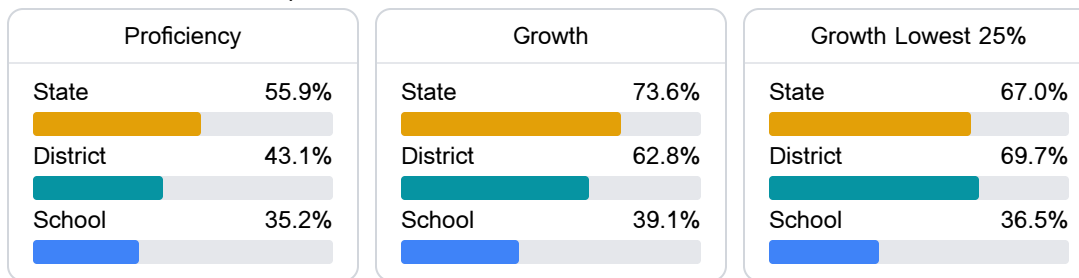 Proficiency
State 55.9%
District 43.1%
School 35.2%
Growth
State 73.6%
District 62.8%
School 39.1%
Growth Lowest 25%
State 67.0%
District 69.7%
School 36.5%